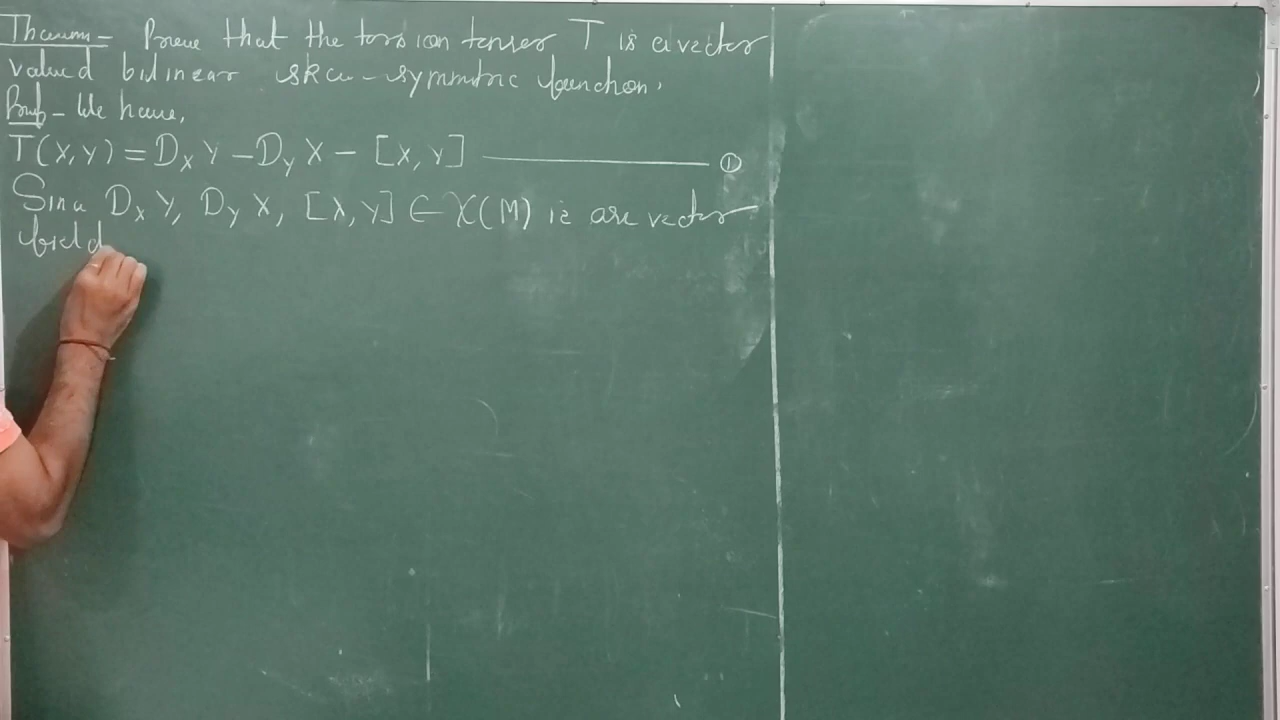 Theorem - Prove that the torsion tensor T is a vector
valued bilinear skew-symmetric function.
Proof - We have,
T(X,Y) = D_X Y - D_Y X - [X,Y] ——— ①
Since D_X Y, D_Y X, [X,Y] ∈ χ(M) ie are vector
field